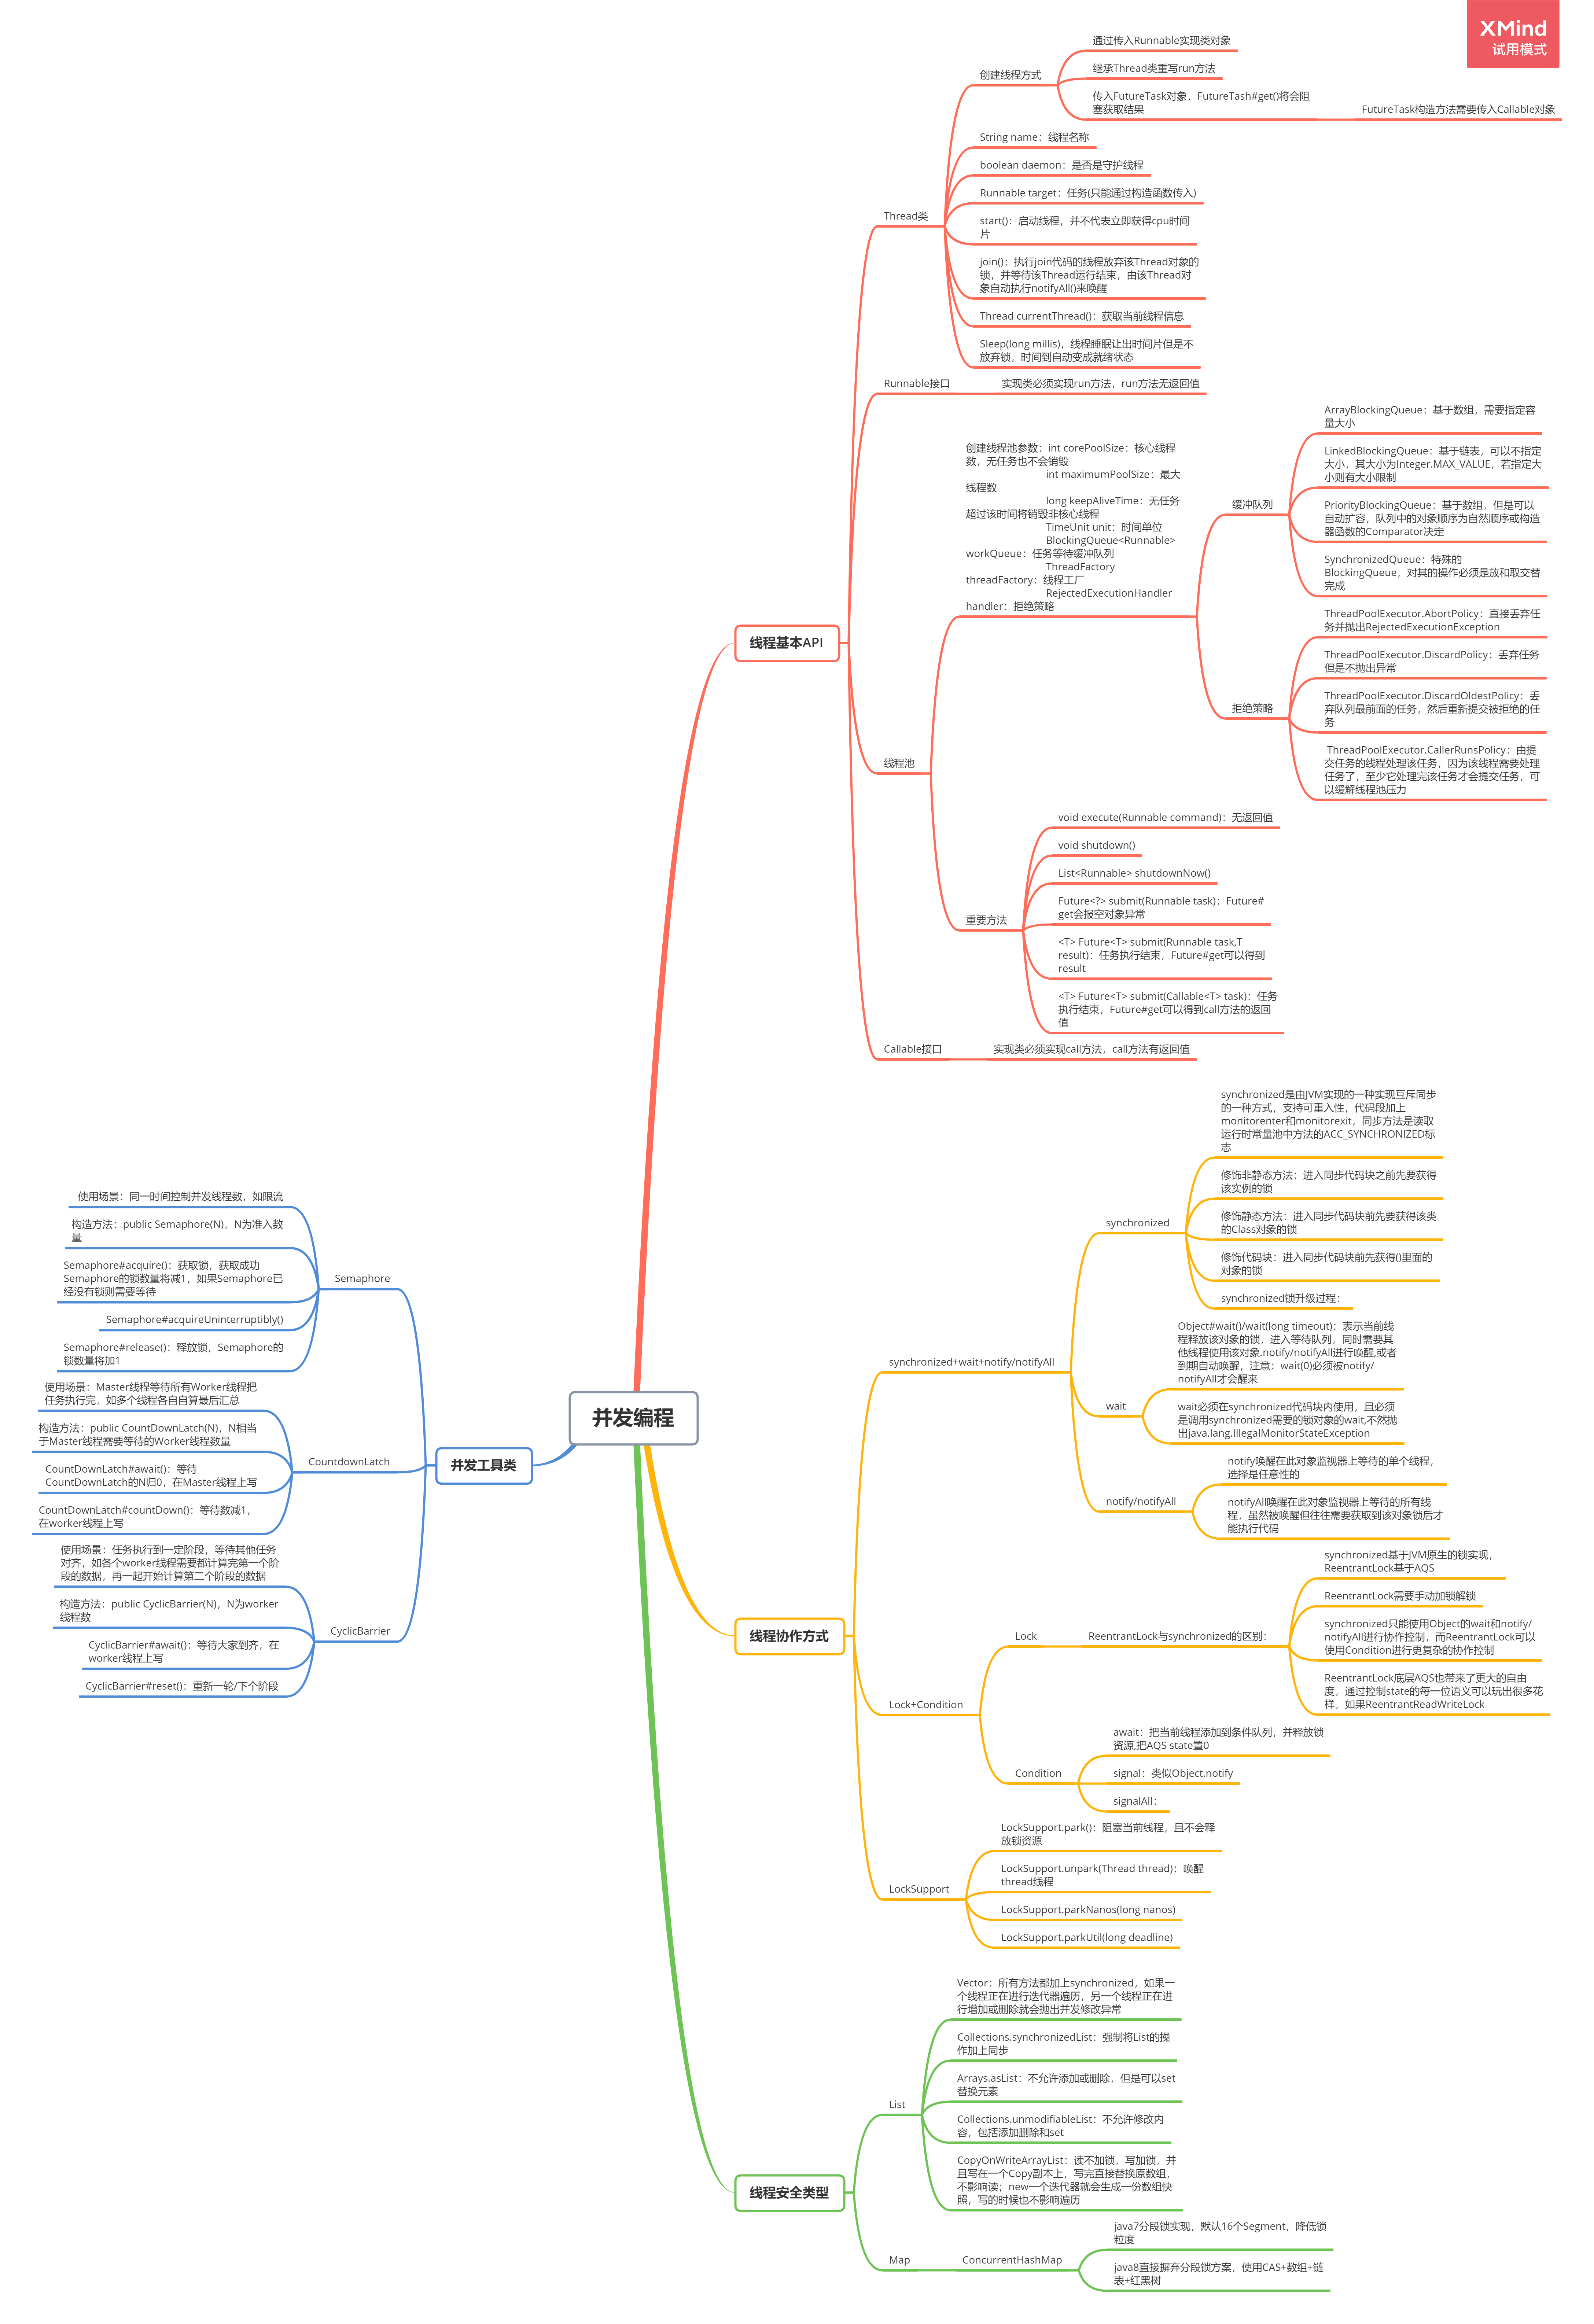 XMind
试用模式
并发编程
线程基本API
Thread类
创建线程方式
通过传入Runnable实现类对象
继承Thread类重写run方法
传入FutureTask对象，FutureTash#get()将会阻
塞获取结果
FutureTask构造方法需要传入Callable对象
String name：线程名称
boolean daemon：是否是守护线程
Runnable target：任务(只能通过构造函数传入)
start()：启动线程，并不代表立即获得cpu时间
片
join()：执行join代码的线程放弃该Thread对象的
锁，并等待该Thread运行结束，由该Thread对
象自动执行notifyAll()来唤醒
Thread currentThread()：获取当前线程信息
Sleep(long millis)，线程睡眠让出时间片但是不
放弃锁，时间到自动变成就绪状态
Runnable接口
实现类必须实现run方法，run方法无返回值
线程池
创建线程池参数：int corePoolSize：核心线程
数，无任务也不会销毁
int maximumPoolSize：最大
线程数
long keepAliveTime：无任务
超过该时间将销毁非核心线程
TimeUnit unit：时间单位
BlockingQueue<Runnable>
workQueue：任务等待缓冲队列
ThreadFactory
threadFactory：线程工厂
RejectedExecutionHandler
handler：拒绝策略
缓冲队列
ArrayBlockingQueue：基于数组，需要指定容
量大小
LinkedBlockingQueue：基于链表，可以不指定
大小，其大小为Integer.MAX_VALUE，若指定大
小则有大小限制
PriorityBlockingQueue：基于数组，但是可以
自动扩容，队列中的对象顺序为自然顺序或构造
器函数的Comparator决定
SynchronizedQueue：特殊的
BlockingQueue，对其的操作必须是放和取交替
完成
拒绝策略
ThreadPoolExecutor.AbortPolicy：直接丢弃任
务并抛出RejectedExecutionException
ThreadPoolExecutor.DiscardPolicy：丢弃任务
但是不抛出异常
ThreadPoolExecutor.DiscardOldestPolicy：丢
弃队列最前面的任务，然后重新提交被拒绝的任
务
ThreadPoolExecutor.CallerRunsPolicy：由提
交任务的线程处理该任务，因为该线程需要处理
任务了，至少它处理完该任务才会提交任务，可
以缓解线程池压力
重要方法
void execute(Runnable command)：无返回值
void shutdown()
List<Runnable> shutdownNow()
Future<?> submit(Runnable task)：Future#
get会报空对象异常
<T> Future<T> submit(Runnable task,T
result)：任务执行结束，Future#get可以得到
result
<T> Future<T> submit(Callable<T> task)：任务
执行结束，Future#get可以得到call方法的返回
值
Callable接口
实现类必须实现call方法，call方法有返回值
线程协作方式
synchronized+wait+notify/notifyAll
synchronized
synchronized是由JVM实现的一种实现互斥同步
的一种方式，支持可重入性，代码段加上
monitorenter和monitorexit，同步方法是读取
运行时常量池中方法的ACC_SYNCHRONIZED标
志
修饰非静态方法：进入同步代码块之前先要获得
该实例的锁
修饰静态方法：进入同步代码块前先要获得该类
的Class对象的锁
修饰代码块：进入同步代码块前先获得()里面的
对象的锁
synchronized锁升级过程：
wait
Object#wait()/wait(long timeout)：表示当前线
程释放该对象的锁，进入等待队列，同时需要其
他线程使用该对象.notify/notifyAll进行唤醒,或者
到期自动唤醒，注意：wait(0)必须被notify/
notifyAll才会醒来
wait必须在synchronized代码块内使用，且必须
是调用synchronized需要的锁对象的wait,不然抛
出java.lang.IllegalMonitorStateException
notify/notifyAll
notify唤醒在此对象监视器上等待的单个线程，
选择是任意性的
notifyAll唤醒在此对象监视器上等待的所有线
程，虽然被唤醒但往往需要获取到该对象锁后才
能执行代码
Lock+Condition
Lock
ReentrantLock与synchronized的区别：
synchronized基于JVM原生的锁实现，
ReentrantLock基于AQS
ReentrantLock需要手动加锁解锁
synchronized只能使用Object的wait和notify/
notifyAll进行协作控制，而ReentrantLock可以
使用Condition进行更复杂的协作控制
ReentrantLock底层AQS也带来了更大的自由
度，通过控制state的每一位语义可以玩出很多花
样，如果ReentrantReadWriteLock
Condition
await：把当前线程添加到条件队列，并释放锁
资源,把AQS state置0
signal：类似Object.notify
signalAll：
LockSupport
LockSupport.park()：阻塞当前线程，且不会释
放锁资源
LockSupport.unpark(Thread thread)：唤醒
thread线程
LockSupport.parkNanos(long nanos)
LockSupport.parkUtil(long deadline)
线程安全类型
List
Vector：所有方法都加上synchronized，如果一
个线程正在进行迭代器遍历，另一个线程正在进
行增加或删除就会抛出并发修改异常
Collections.synchronizedList：强制将List的操
作加上同步
Arrays.asList：不允许添加或删除，但是可以set
替换元素
Collections.unmodifiableList：不允许修改内
容，包括添加删除和set
CopyOnWriteArrayList：读不加锁，写加锁，并
且写在一个Copy副本上，写完直接替换原数组，
不影响读；new一个迭代器就会生成一份数组快
照，写的时候也不影响遍历
Map
ConcurrentHashMap
java7分段锁实现，默认16个Segment，降低锁
粒度
java8直接摒弃分段锁方案，使用CAS+数组+链
表+红黑树
并发工具类
Semaphore
使用场景：同一时间控制并发线程数，如限流
构造方法：public Semaphore(N)，N为准入数
量
Semaphore#acquire()：获取锁，获取成功
Semaphore的锁数量将减1，如果Semaphore已
经没有锁则需要等待
Semaphore#acquireUninterruptibly()
Semaphore#release()：释放锁，Semaphore的
锁数量将加1
CountdownLatch
使用场景：Master线程等待所有Worker线程把
任务执行完，如多个线程各自自算最后汇总
构造方法：public CountDownLatch(N)，N相当
于Master线程需要等待的Worker线程数量
CountDownLatch#await()：等待
CountDownLatch的N归0，在Master线程上写
CountDownLatch#countDown()：等待数减1，
在worker线程上写
CyclicBarrier
使用场景：任务执行到一定阶段，等待其他任务
对齐，如各个worker线程需要都计算完第一个阶
段的数据，再一起开始计算第二个阶段的数据
构造方法：public CyclicBarrier(N)，N为worker
线程数
CyclicBarrier#await()：等待大家到齐，在
worker线程上写
CyclicBarrier#reset()：重新一轮/下个阶段